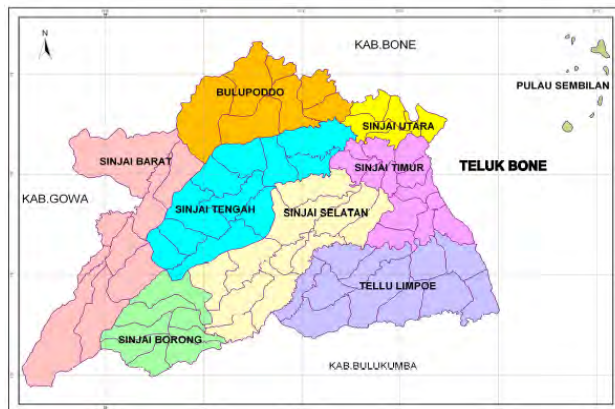 N
KAB.BONE
BULUPODDO
PULAU SEMBILAN
SINJAI UTARA
SINJAI BARAT
SINJAI TIMUR
TELUK BONE
KAB.GOWA
SINJAI TENGAH
SINJAI SELATAN
TELLU LIMPOE
SINJAI BORONG
KAB.BULUKUMBA